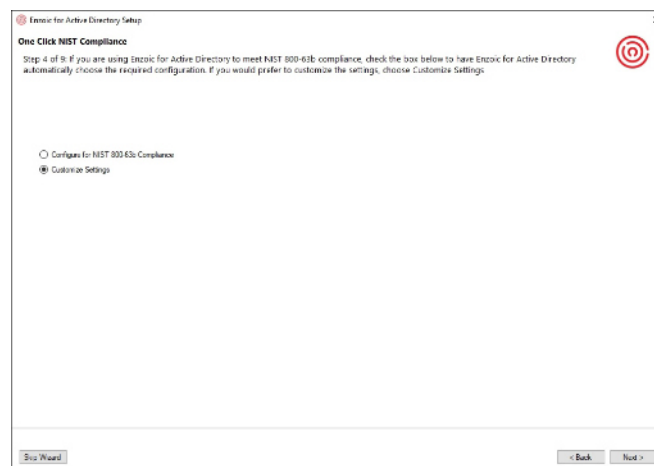 Enzoic for Active Directory Setup
One Click NIST Compliance
Step 4 of 9: If you are using Enzoic for Active Directory to meet NIST 800-63b compliance, check the box below to have Enzoic for Active Directory
automatically choose the required configuration. If you would prefer to customize the settings, choose Customize Settings
Configure for NIST 800-63b Compliance
Customize Settings
Skip Wizard
< Back
Next >